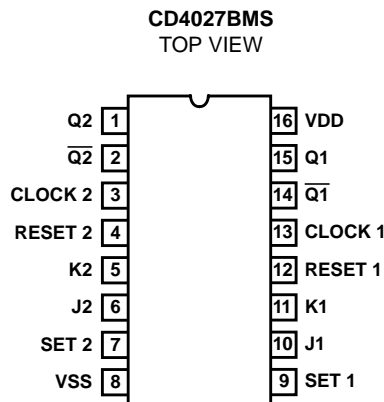 CD4027BMS
TOP VIEW
Q2 1 16 VDD
Q2̅ 2 15 Q1
CLOCK 2 3 14 Q1̅
RESET 2 4 13 CLOCK 1
K2 5 12 RESET 1
J2 6 11 K1
SET 2 7 10 J1
VSS 8 9 SET 1